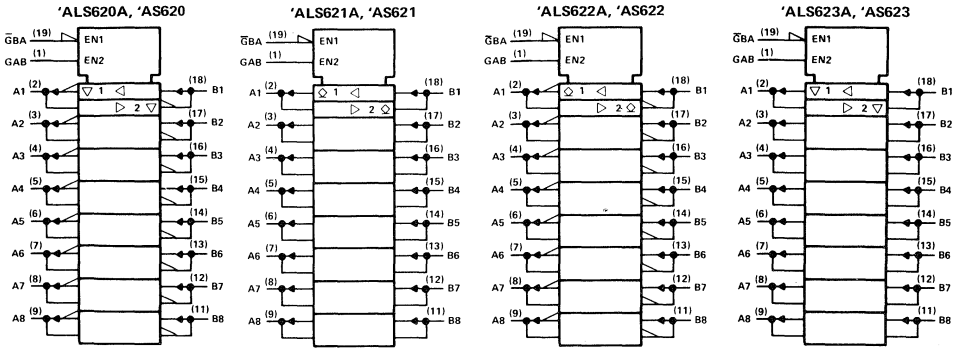 'ALS620A, 'AS620
G̅BA (19) EN1
GAB (1) EN2
A1 (2) ▽ 1 ◁ (18) B1
▷ 2 ▽
A2 (3) (17) B2
A3 (4) (16) B3
A4 (5) (15) B4
A5 (6) (14) B5
A6 (7) (13) B6
A7 (8) (12) B7
A8 (9) (11) B8
'ALS621A, 'AS621
G̅BA (19) EN1
GAB (1) EN2
A1 (2) ◇ 1 ◁ (18) B1
▷ 2 ◇
A2 (3) (17) B2
A3 (4) (16) B3
A4 (5) (15) B4
A5 (6) (14) B5
A6 (7) (13) B6
A7 (8) (12) B7
A8 (9) (11) B8
'ALS622A, 'AS622
G̅BA (19) EN1
GAB (1) EN2
A1 (2) ◇ 1 ◁ (18) B1
▷ 2 ◇
A2 (3) (17) B2
A3 (4) (16) B3
A4 (5) (15) B4
A5 (6) (14) B5
A6 (7) (13) B6
A7 (8) (12) B7
A8 (9) (11) B8
'ALS623A, 'AS623
G̅BA (19) EN1
GAB (1) EN2
A1 (2) ▽ 1 ◁ (18) B1
▷ 2 ▽
A2 (3) (17) B2
A3 (4) (16) B3
A4 (5) (15) B4
A5 (6) (14) B5
A6 (7) (13) B6
A7 (8) (12) B7
A8 (9) (11) B8